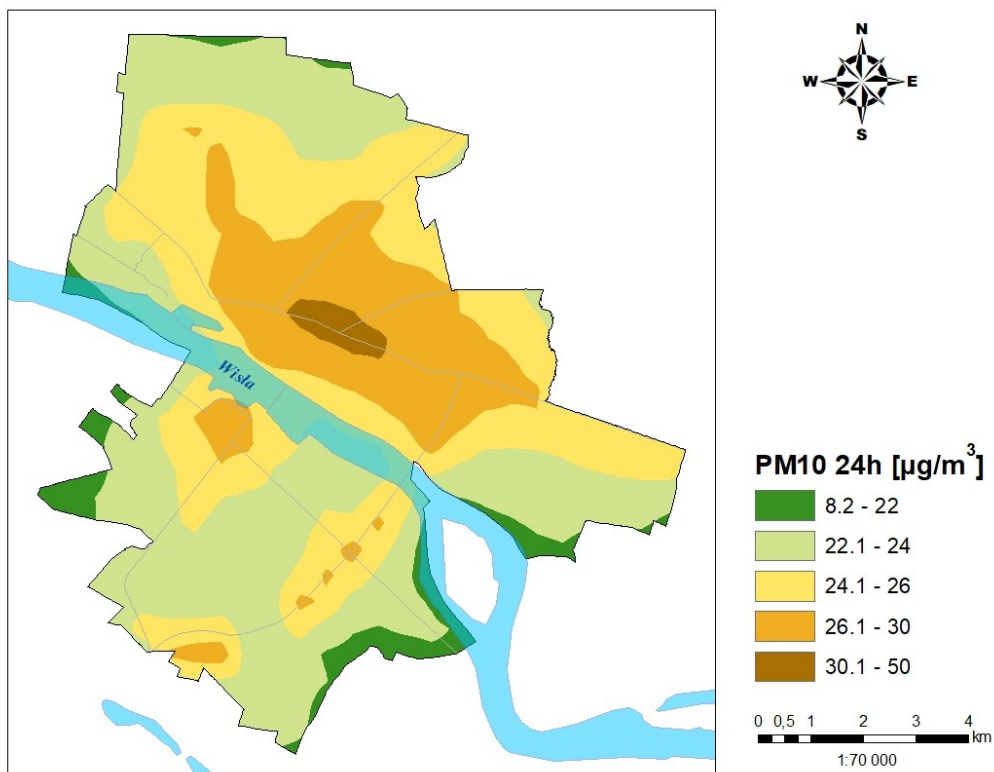 N
W E
S
Wisła
PM10 24h [µg/m³]
8.2 - 22
22.1 - 24
24.1 - 26
26.1 - 30
30.1 - 50
0 0,5 1 2 3 4
km
1:70 000